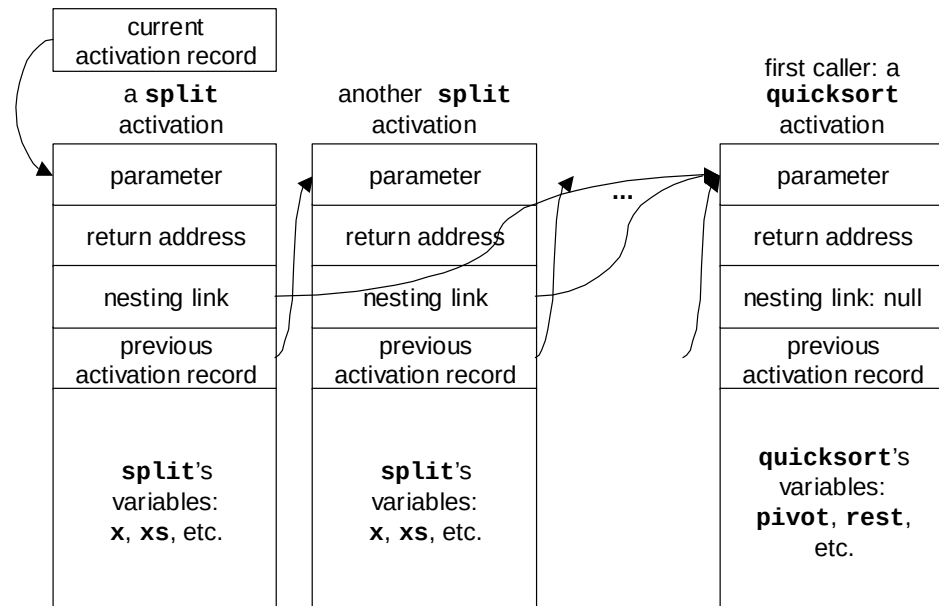 current
activation record
a split
activation
another split
activation
first caller: a
quicksort
activation
parameter
parameter
...
parameter
return address
return address
return address
nesting link
nesting link
nesting link: null
previous
activation record
previous
activation record
previous
activation record
split's
variables:
x, xs, etc.
split's
variables:
x, xs, etc.
quicksort's
variables:
pivot, rest,
etc.